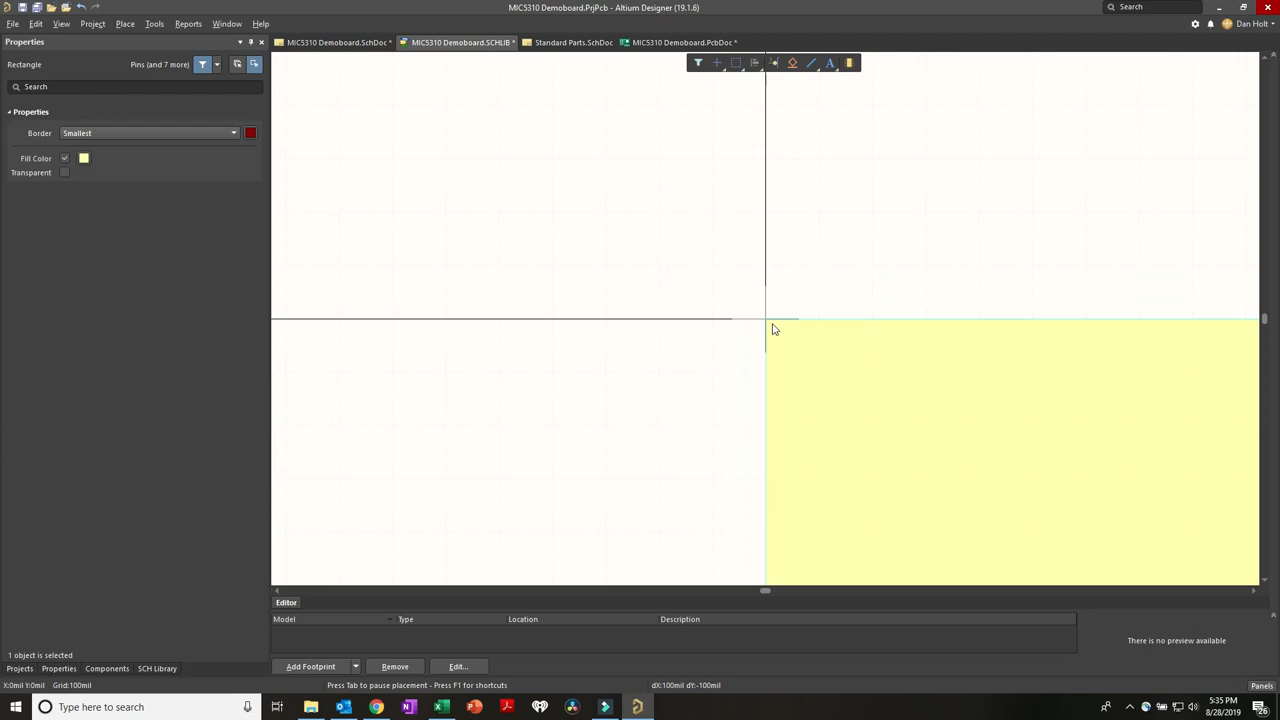 MIC5310 Demoboard.PrjPcb - Altium Designer (19.1.6)
Search
File Edit View Project Place Tools Reports Window Help
Dan Holt
Properties
MIC5310 Demoboard.SchDoc *
MIC5310 Demoboard.SCHLIB *
Standard Parts.SchDoc
MIC5310 Demoboard.PcbDoc *
Rectangle
Pins (and 7 more)
A
Search
Properties
Border
Smallest
Fill Color
Transparent
Editor
Model Type Location Description
There is no preview available
1 object is selected
Add Footprint
Remove
Edit...
Projects Properties Components SCH Library
X:0mil Y:0mil Grid:100mil
Press Tab to pause placement - Press F1 for shortcuts
dX:100mil dY:-100mil
Panels
Type here to search
5:35 PM
8/28/2019
26